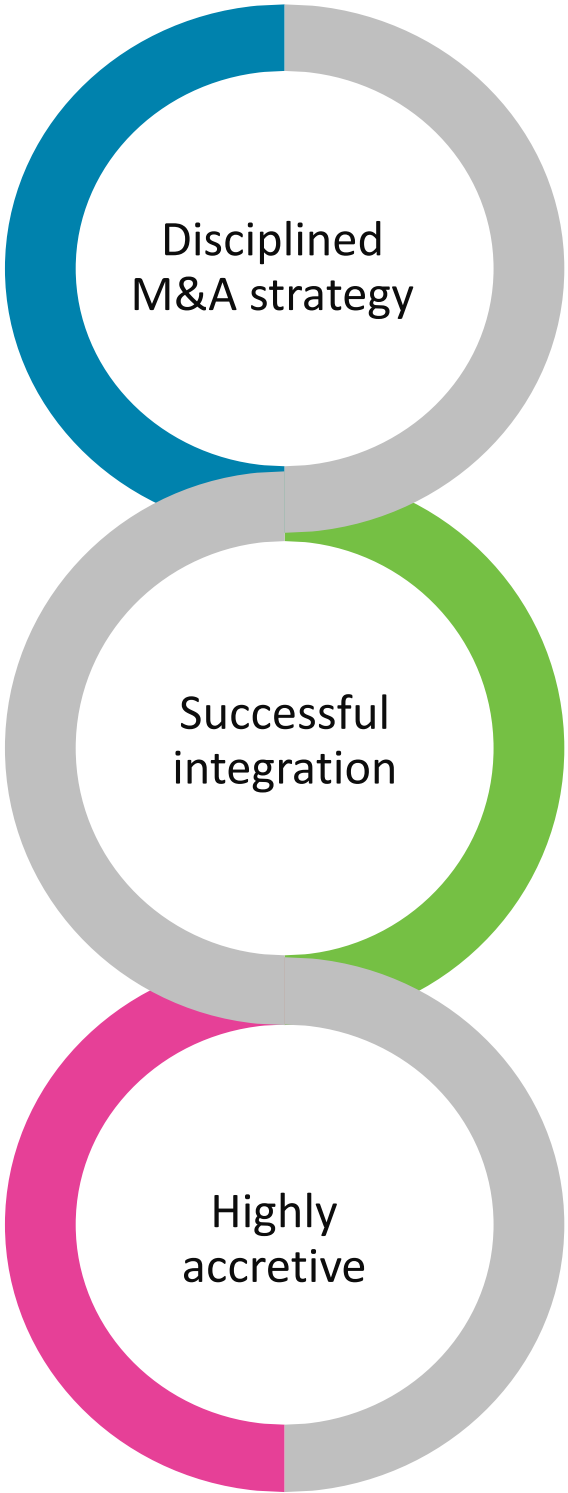 Disciplined
M&A strategy
Successful
integration
Highly
accretive